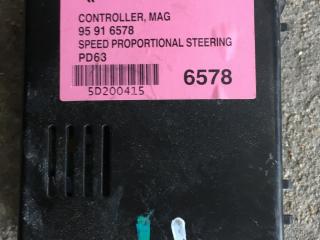 CONTROLLER, MAG
95 91 6578
SPEED PROPORTIONAL STEERING
PD63
6578
5D200415